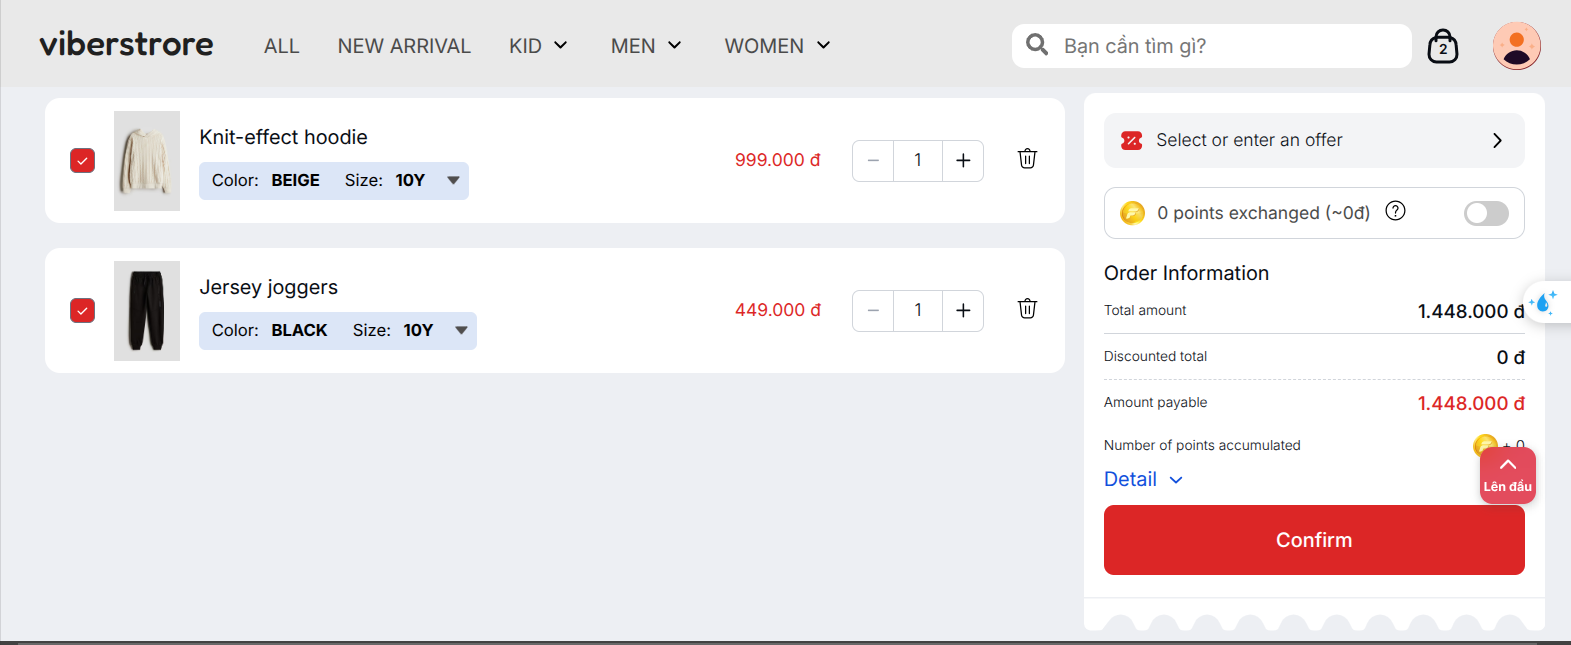 viberstrore ALL NEW ARRIVAL KID MEN WOMEN Bạn cần tìm gì? 2
Knit-effect hoodie
Color: BEIGE Size: 10Y
999.000 đ
1
Jersey joggers
Color: BLACK Size: 10Y
449.000 đ
1
Select or enter an offer
0 points exchanged (~0đ)
Order Information
Total amount 1.448.000 đ
Discounted total 0 đ
Amount payable 1.448.000 đ
Number of points accumulated + 0
Detail
Lên đầu
Confirm